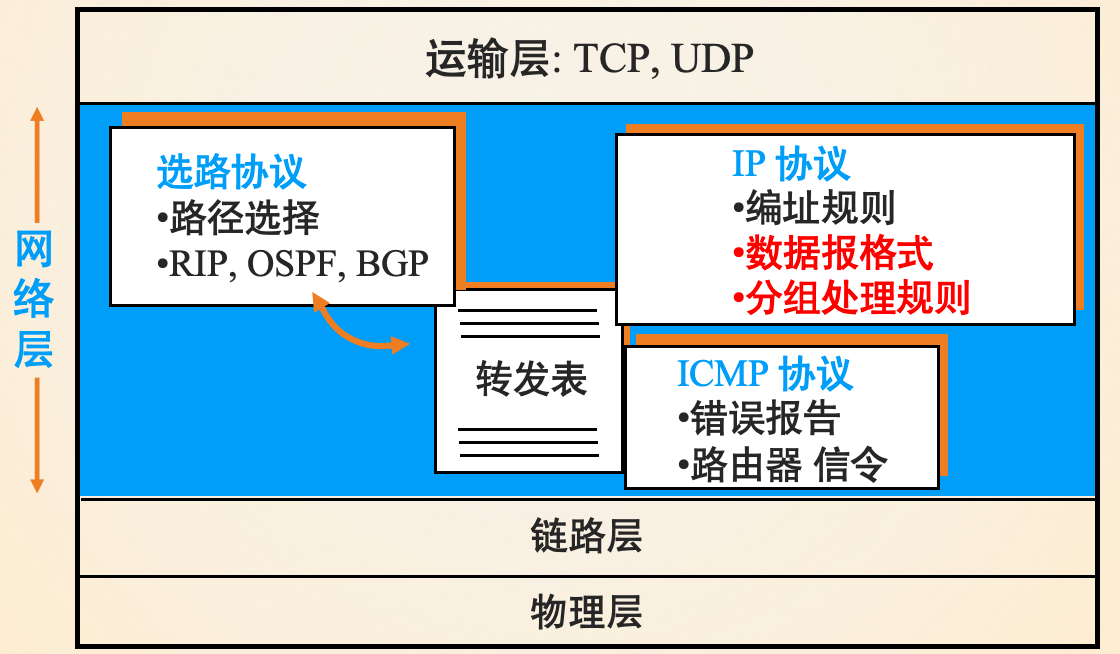 运输层: TCP, UDP
网
络
层
选路协议
•路径选择
•RIP, OSPF, BGP
IP 协议
•编址规则
•数据报格式
•分组处理规则
转发表
ICMP 协议
•错误报告
•路由器 信令
链路层
物理层